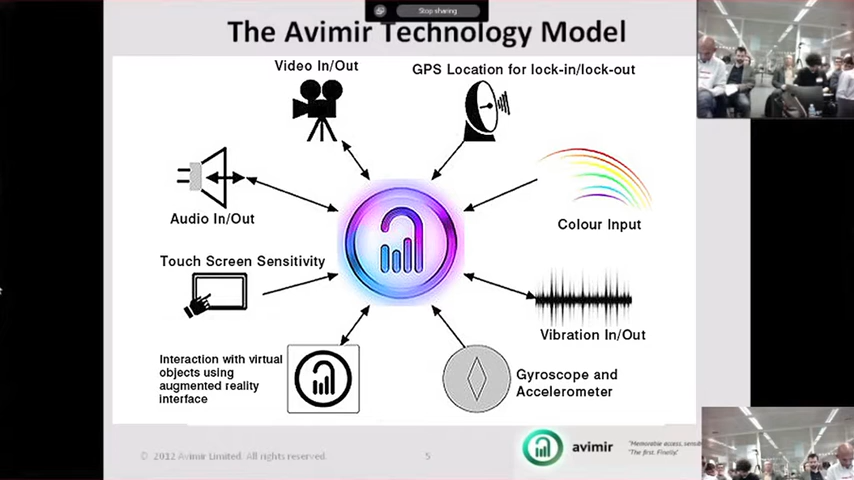 Stop sharing
The Avimir Technology Model
Video In/Out
GPS Location for lock-in/lock-out
Audio In/Out
Colour Input
Touch Screen Sensitivity
Vibration In/Out
Interaction with virtual
objects using
augmented reality
interface
Gyroscope and
Accelerometer
© 2012 Avimir Limited. All rights reserved.
5
avimir
"Memorable access, sensi
"The first. Finally."